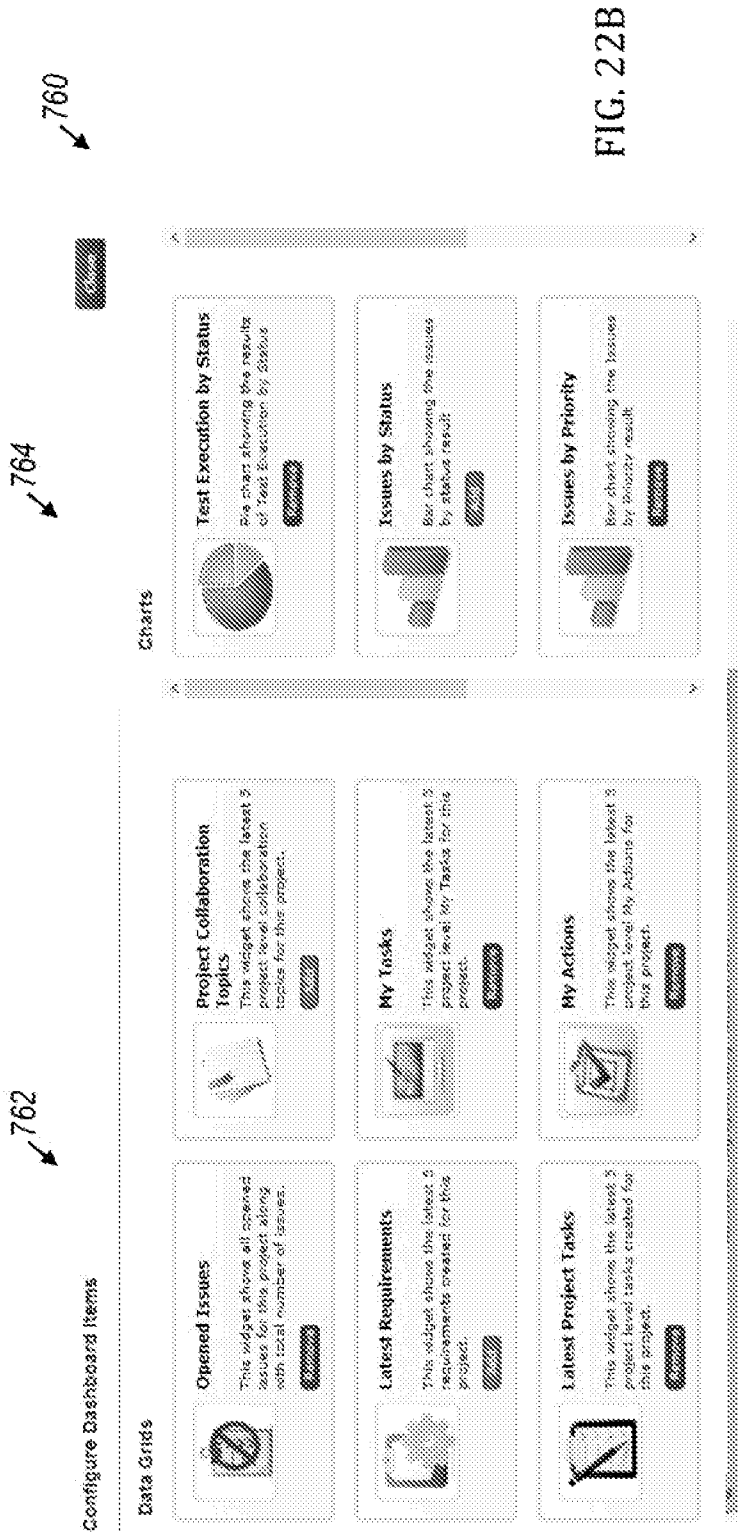 760
762
764
Configure Dashboard Items
Data Grids
Charts
Opened Issues
This widget shows all opened
issues for this project along
with total number of issues.
Project Collaboration
Topics
This widget shows the latest 5
project level collaboration
topics for this project.
Test Execution by Status
Pie chart showing the results
of Test Execution by Status
Latest Requirements
This widget shows the latest 5
requirements created for this
project.
My Tasks
This widget shows the latest 5
project level My Tasks for this
project.
Issues by Status
Bar chart showing the issues
by status result
Latest Project Tasks
This widget shows the latest 5
project level tasks created for
this project.
My Actions
This widget shows the latest 5
project level My Actions for
this project.
Issues by Priority
Bar chart showing the issues
by Priority result
FIG. 22B